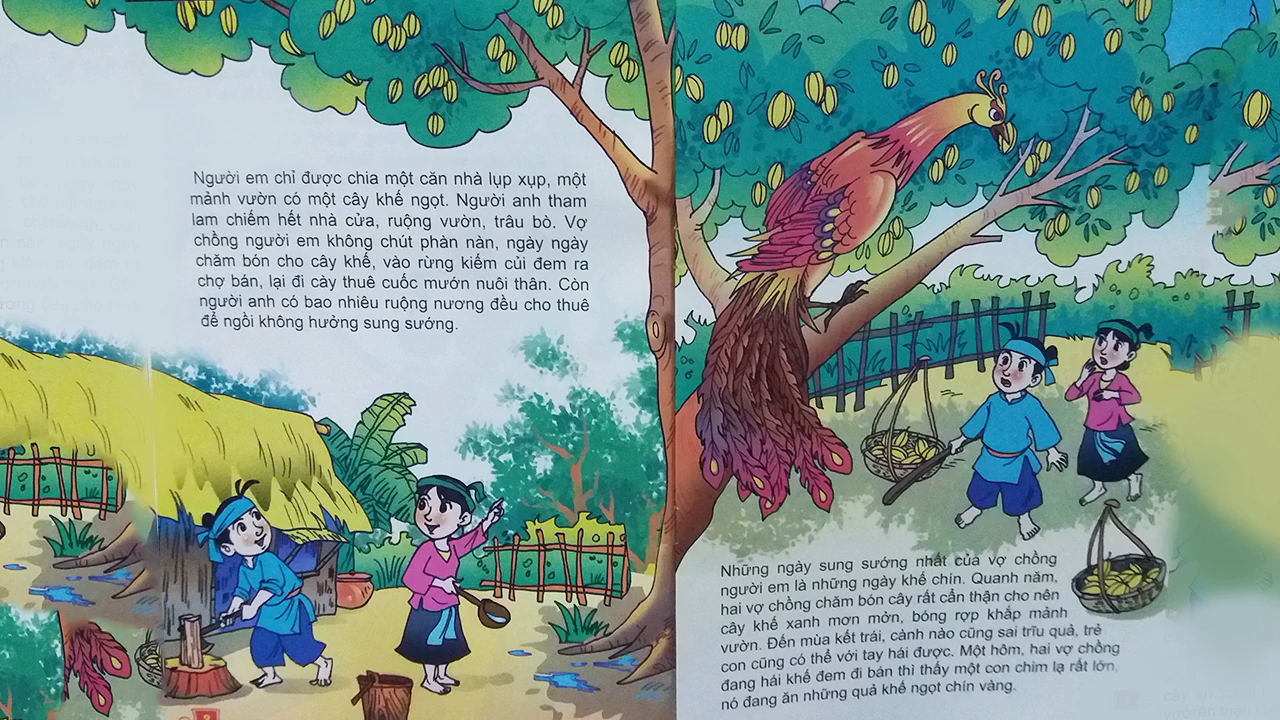 Người em chỉ được chia một căn nhà lụp xụp, một
mảnh vườn có một cây khế ngọt. Người anh tham
lam chiếm hết nhà cửa, ruộng vườn, trâu bò. Vợ
chồng người em không chút phàn nàn, ngày ngày
chăm bón cho cây khế, vào rừng kiếm củi đem ra
chợ bán, lại đi cày thuê cuốc mướn nuôi thân. Còn
người anh có bao nhiêu ruộng nương đều cho thuê
để ngồi không hưởng sung sướng.
Những ngày sung sướng nhất của vợ chồng
người em là những ngày khế chín. Quanh năm,
hai vợ chồng chăm bón cây rất cẩn thận cho nên
cây khế xanh mơn mởn, bóng rợp khắp mảnh
vườn. Đến mùa kết trái, cành nào cũng sai trĩu quả, trẻ
con cũng có thể với tay hái được. Một hôm, hai vợ chồng
đang hái khế đem đi bán thì thấy một con chim lạ rất lớn,
nó đang ăn những quả khế ngọt chín vàng.